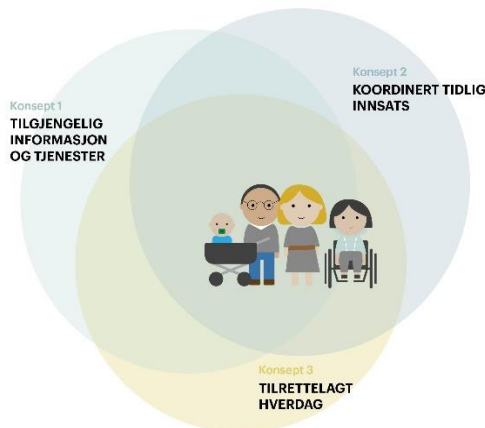 Konsept 1
TILGJENGELIG
INFORMASJON
OG TJENESTER
Konsept 2
KOORDINERT TIDLIG
INNSATS
Konsept 3
TILRETTELAGT
HVERDAG